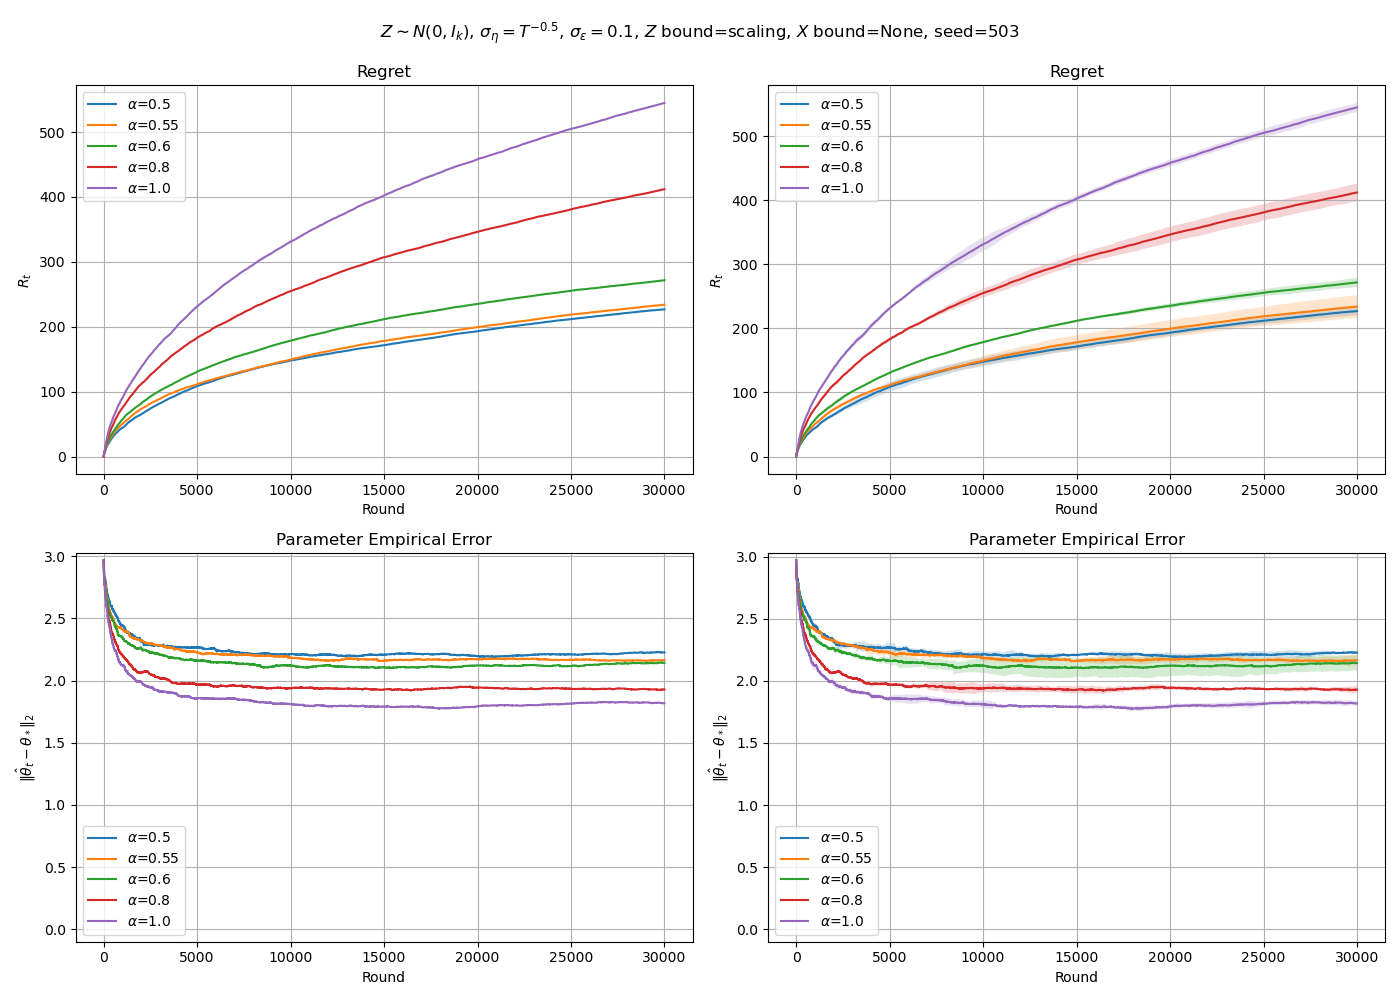 Z ∼ N(0, I_k), σ_η = T^{−0.5}, σ_ε = 0.1, Z bound=scaling, X bound=None, seed=503
Regret
α=0.5
α=0.55
α=0.6
α=0.8
α=1.0
500
400
300
200
100
0
R_t
0 5000 10000 15000 20000 25000 30000
Round
Regret
α=0.5
α=0.55
α=0.6
α=0.8
α=1.0
500
400
300
200
100
0
R_t
0 5000 10000 15000 20000 25000 30000
Round
Parameter Empirical Error
3.0
2.5
2.0
1.5
1.0
0.5
0.0
‖θ̂_t − θ_*‖_2
α=0.5
α=0.55
α=0.6
α=0.8
α=1.0
0 5000 10000 15000 20000 25000 30000
Round
Parameter Empirical Error
3.0
2.5
2.0
1.5
1.0
0.5
0.0
‖θ̂_t − θ_*‖_2
α=0.5
α=0.55
α=0.6
α=0.8
α=1.0
0 5000 10000 15000 20000 25000 30000
Round